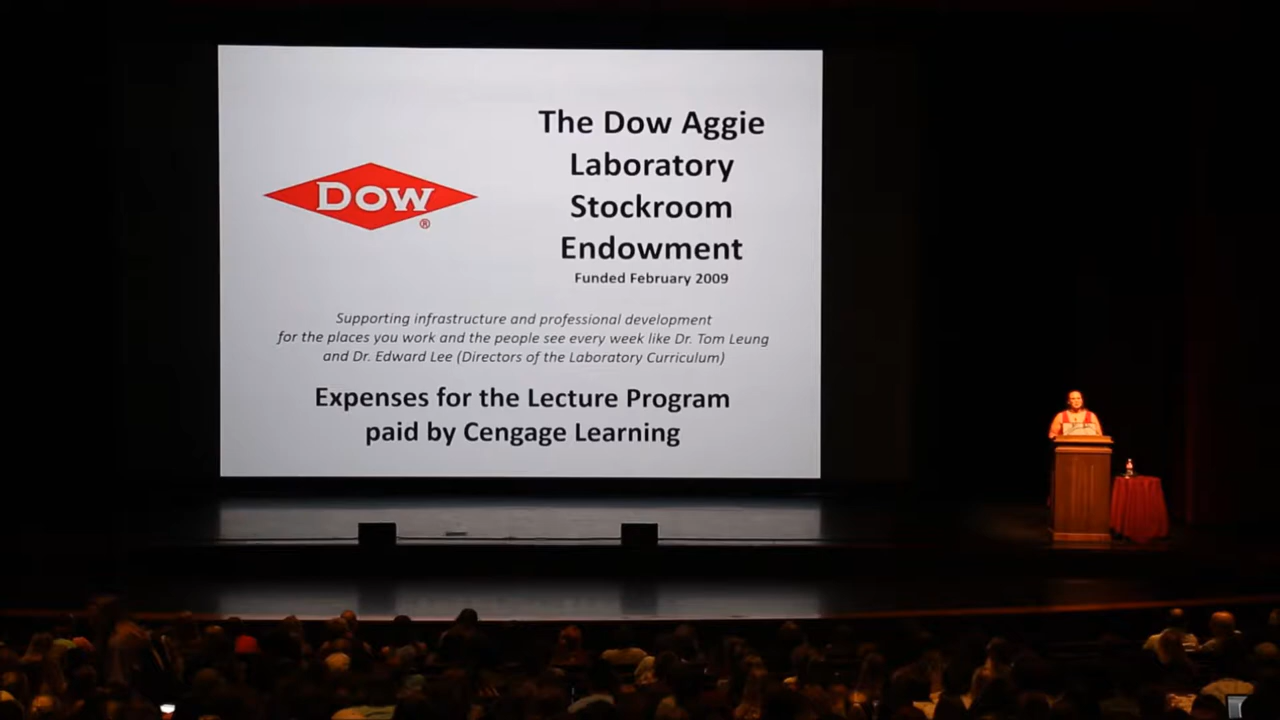 The Dow Aggie
Laboratory
Stockroom
Endowment
Funded February 2009
DOW
®
Supporting infrastructure and professional development
for the places you work and the people see every week like Dr. Tom Leung
and Dr. Edward Lee (Directors of the Laboratory Curriculum)
Expenses for the Lecture Program
paid by Cengage Learning